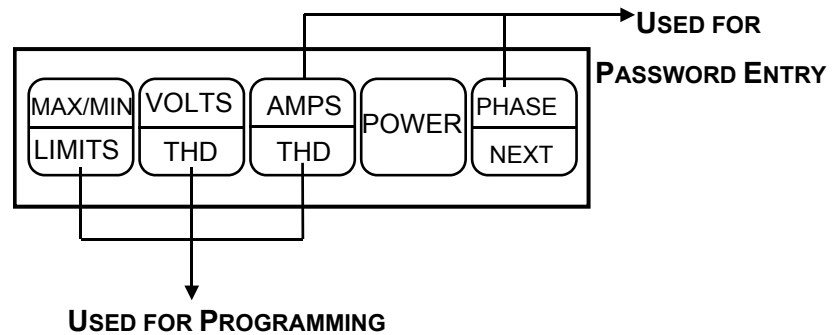 USED FOR
PASSWORD ENTRY
MAX/MIN
LIMITS
VOLTS
THD
AMPS
THD
POWER
PHASE
NEXT
USED FOR PROGRAMMING